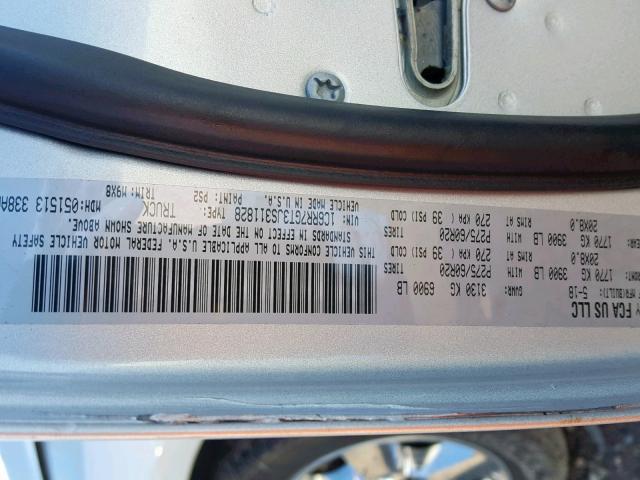 Y FCA US LLC
5-18 GVWR: 3130 KG 6900 LB
1770 KG 3900 LB WITH P275/60R20 TIRES
20X8.0 RIMS AT 270 KPA 39 PSI COLD
1770 KG 3900 LB WITH P275/60R20 TIRES
20X8.0 RIMS AT 270 KPA 39 PSI COLD
THIS VEHICLE CONFORMS TO ALL APPLICABLE U.S.A. FEDERAL MOTOR VEHICLE SAFETY
STANDARDS IN EFFECT ON THE DATE OF MANUFACTURE SHOWN ABOVE.
VIN: 1C6RR7GT3JS311828 TYPE: TRUCK MDH: 051513 338A
VEHICLE MADE IN U.S.A. PAINT: PS2 TRIM: M9X8